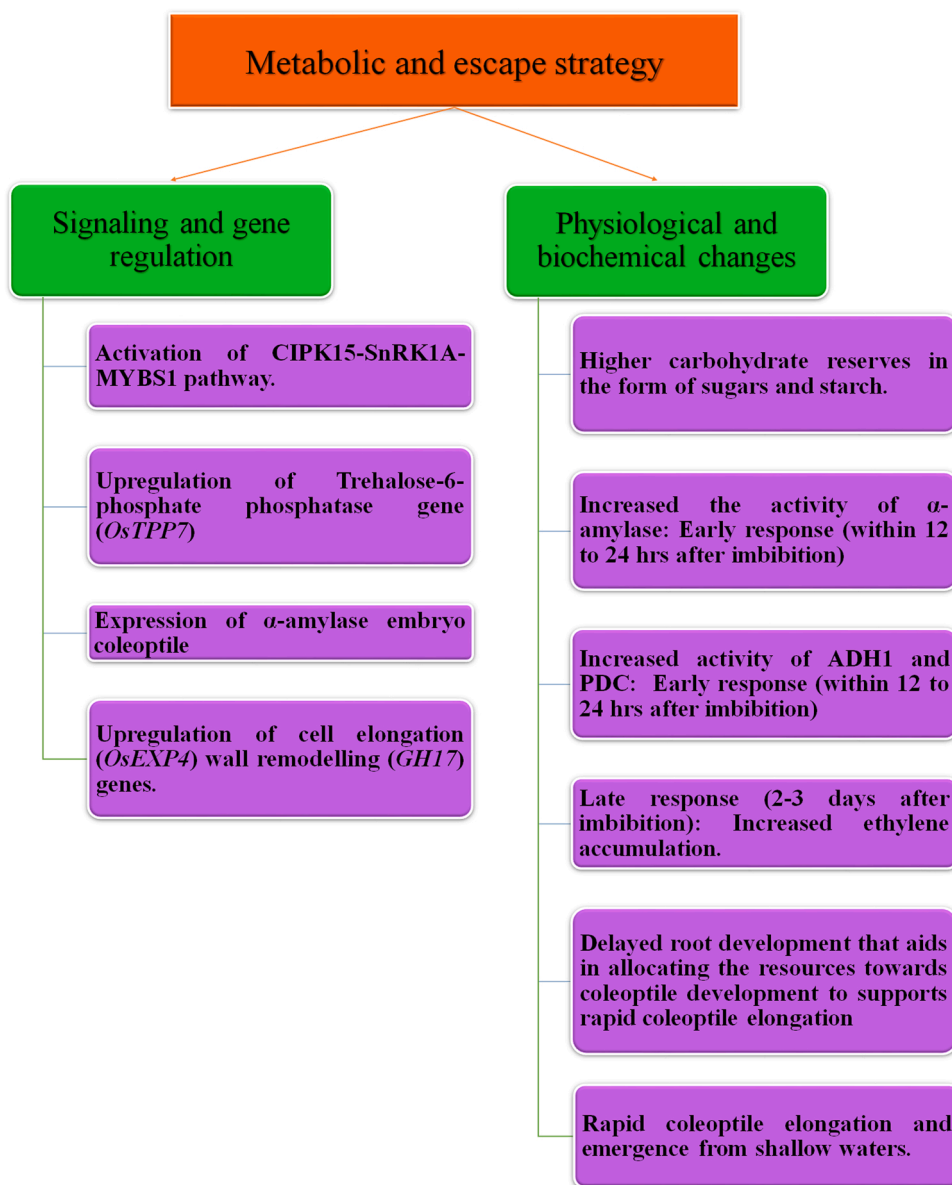 Metabolic and escape strategy
Signaling and gene
regulation
Activation of CIPK15-SnRK1A-
MYBS1 pathway.
Upregulation of Trehalose-6-
phosphate phosphatase gene
(OsTPP7)
Expression of α-amylase embryo
coleoptile
Upregulation of cell elongation
(OsEXP4) wall remodelling (GH17)
genes.
Physiological and
biochemical changes
Higher carbohydrate reserves in
the form of sugars and starch.
Increased the activity of α-
amylase: Early response (within 12
to 24 hrs after imbibition)
Increased activity of ADH1 and
PDC: Early response (within 12 to
24 hrs after imbibition)
Late response (2-3 days after
imbibition): Increased ethylene
accumulation.
Delayed root development that aids
in allocating the resources towards
coleoptile development to supports
rapid coleoptile elongation
Rapid coleoptile elongation and
emergence from shallow waters.